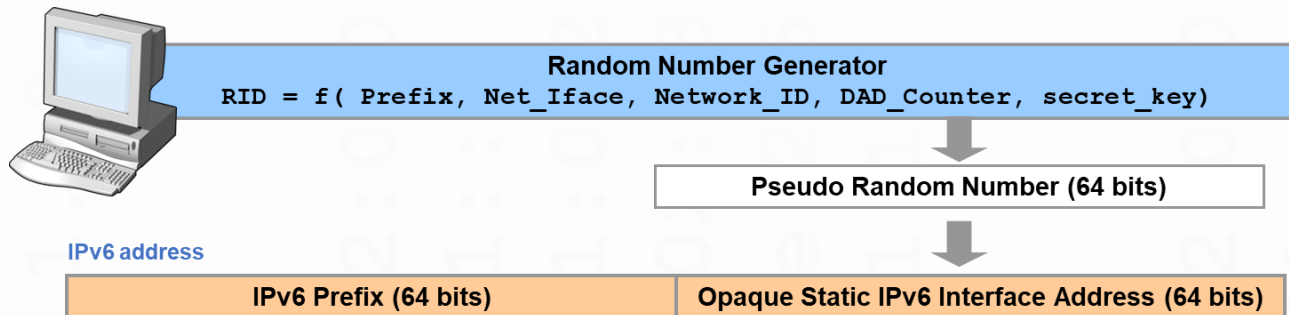 Random Number Generator
RID = f( Prefix, Net_Iface, Network_ID, DAD_Counter, secret_key)
Pseudo Random Number (64 bits)
IPv6 address
IPv6 Prefix (64 bits)
Opaque Static IPv6 Interface Address (64 bits)